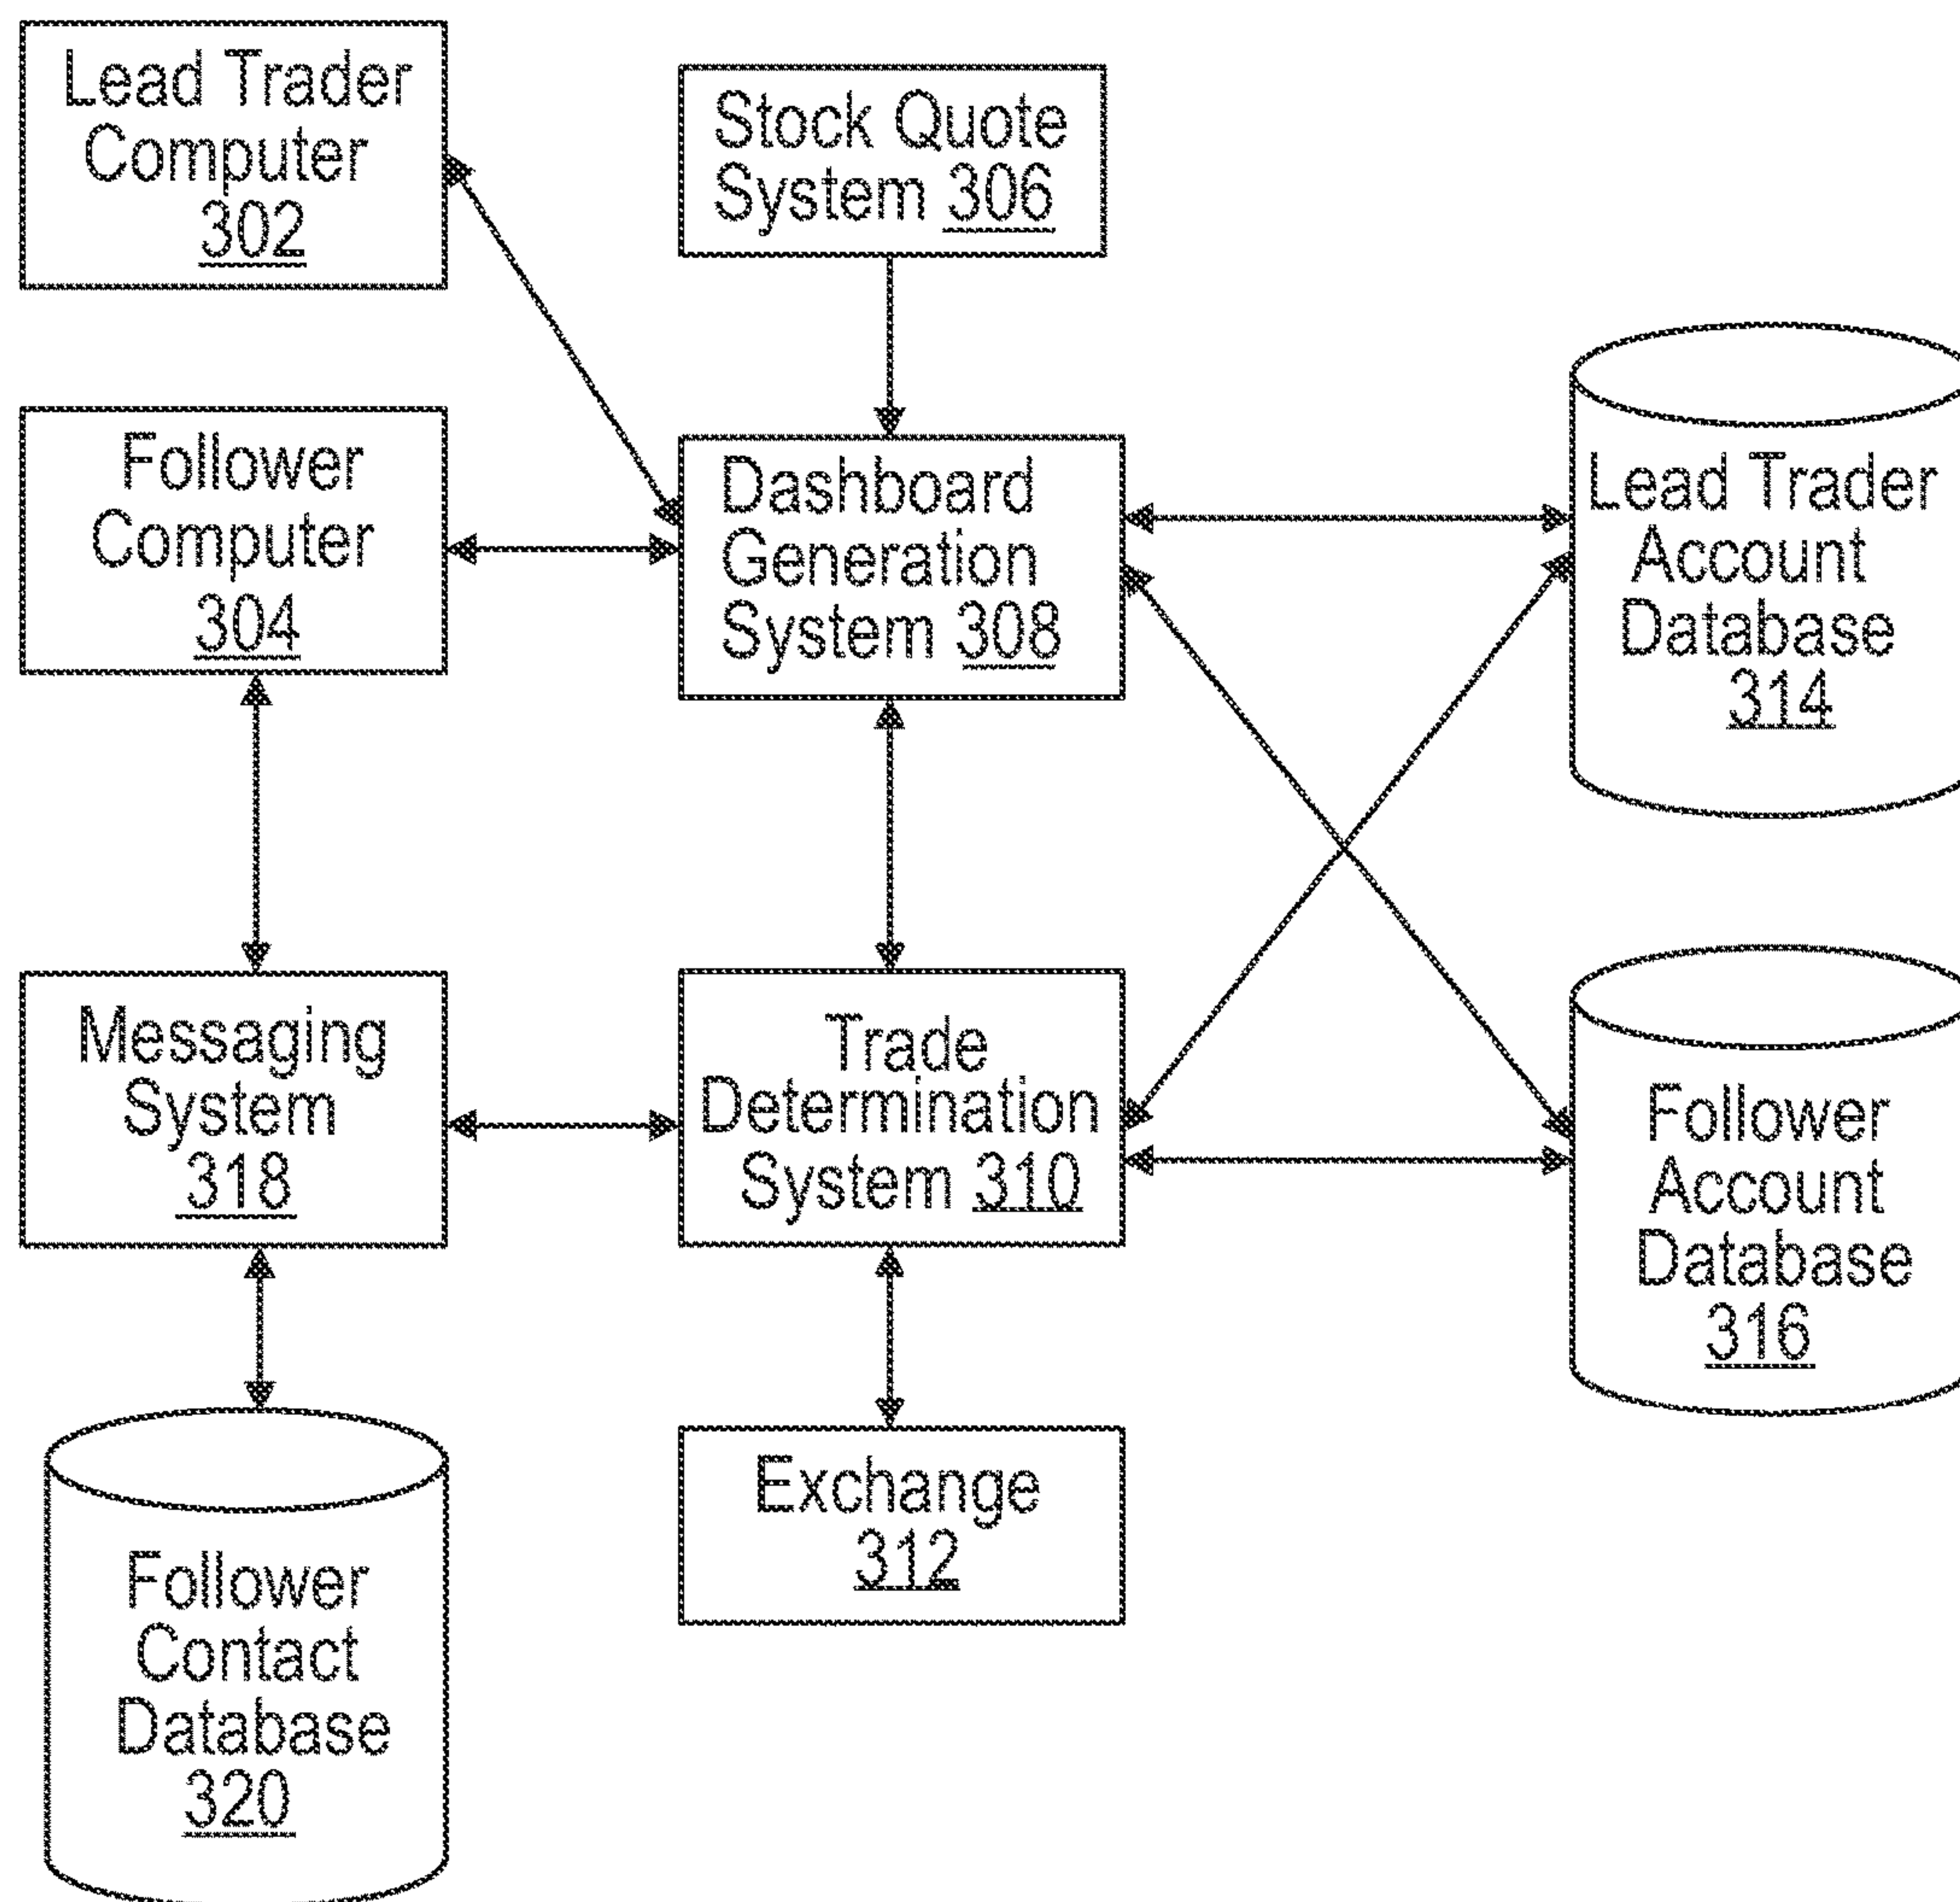 Lead Trader
Computer
302
Stock Quote
System 306
Follower
Computer
304
Dashboard
Generation
System 308
Lead Trader
Account
Database
314
Messaging
System
318
Trade
Determination
System 310
Follower
Account
Database
316
Exchange
312
Follower
Contact
Database
320